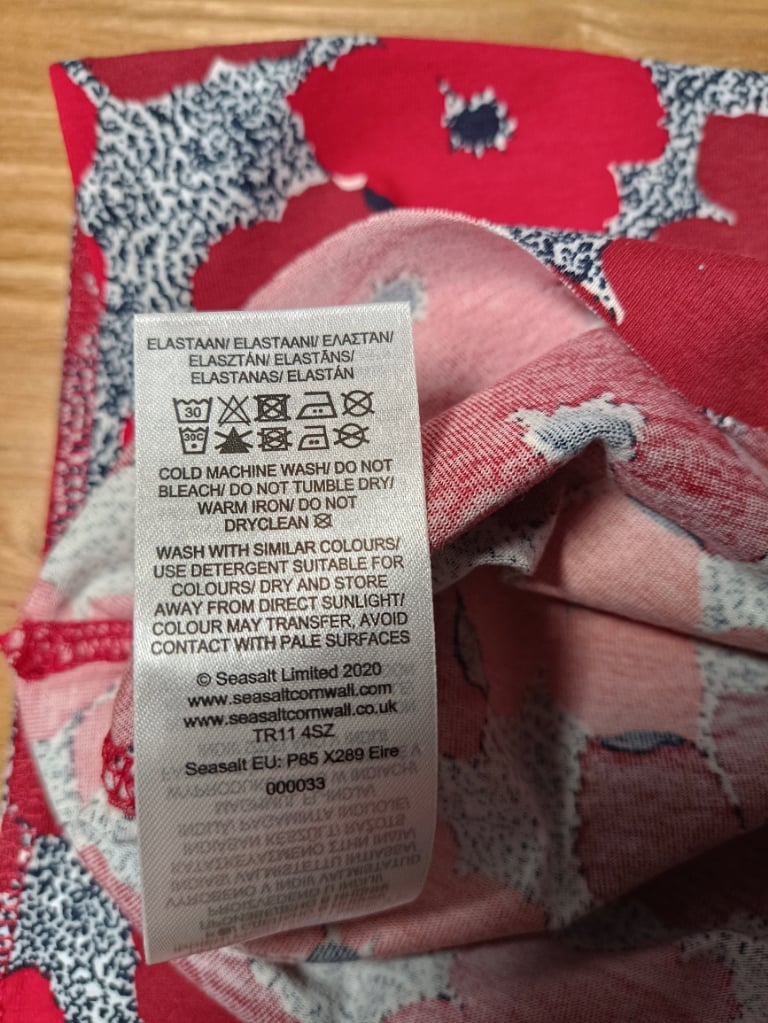 ELASTAAN/ ELASTAANI/ ΕΛΑΣΤΑΝ/
ELASZTÁN/ ELASTĀNS/
ELASTANAS/ ELASTÁN
30
30C
COLD MACHINE WASH/ DO NOT
BLEACH/ DO NOT TUMBLE DRY/
WARM IRON/ DO NOT
DRYCLEAN
WASH WITH SIMILAR COLOURS/
USE DETERGENT SUITABLE FOR
COLOURS/ DRY AND STORE
AWAY FROM DIRECT SUNLIGHT/
COLOUR MAY TRANSFER, AVOID
CONTACT WITH PALE SURFACES
© Seasalt Limited 2020
www.seasaltcornwall.com
www.seasaltcornwall.co.uk
TR11 4SZ
Seasalt EU: P85 X289 Eire
000033